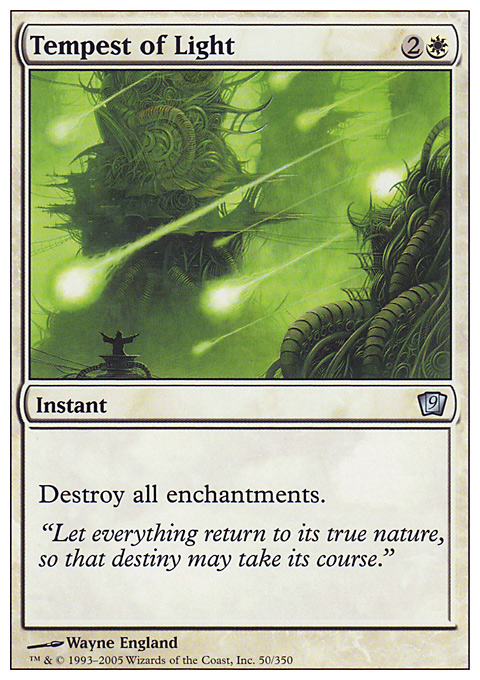 Tempest of Light 2
Instant 9
Destroy all enchantments.
“Let everything return to its true nature,
so that destiny may take its course.”
Wayne England
™ & © 1993–2005 Wizards of the Coast, Inc. 50/350